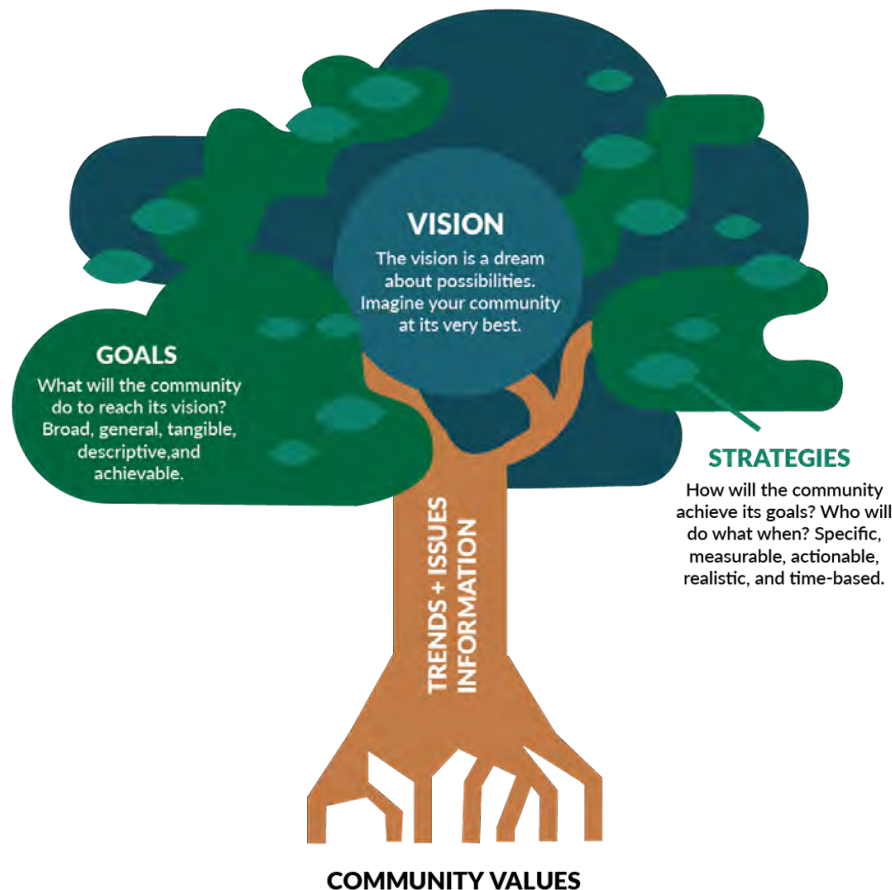 VISION
The vision is a dream
about possibilities.
Imagine your community
at its very best.
GOALS
What will the community
do to reach its vision?
Broad, general, tangible,
descriptive,and
achievable.
STRATEGIES
How will the community
achieve its goals? Who will
do what when? Specific,
measurable, actionable,
realistic, and time-based.
TRENDS + ISSUES
INFORMATION
COMMUNITY VALUES